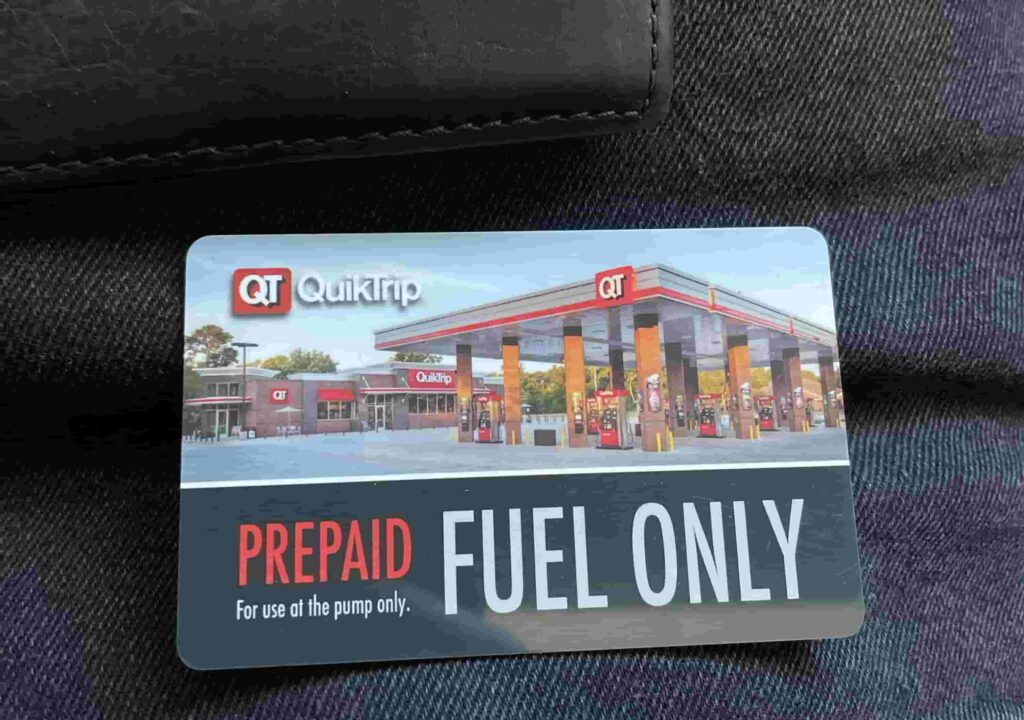 QT QuikTrip
QT
QuikTrip
QT
PREPAID FUEL ONLY
For use at the pump only.